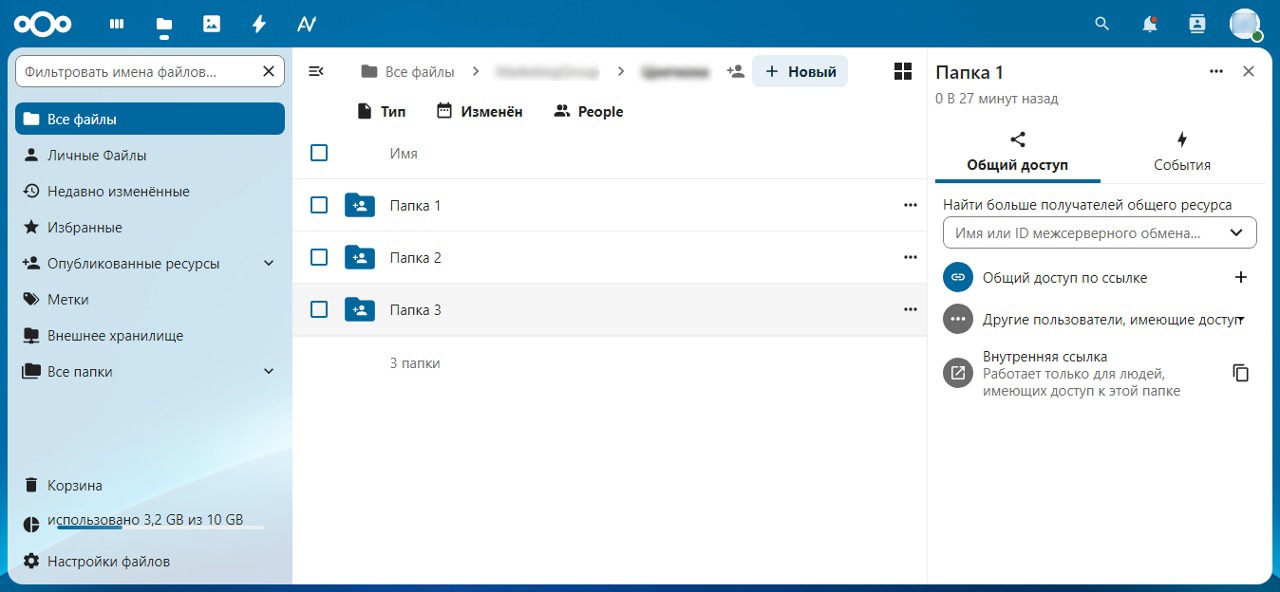 Фильтровать имена файлов...
Все файлы
Личные Файлы
Недавно изменённые
Избранные
Опубликованные ресурсы
Метки
Внешнее хранилище
Все папки
Корзина
использовано 3,2 GB из 10 GB
Настройки файлов
Все файлы
+ Новый
Тип
Изменён
People
Имя
Папка 1
Папка 2
Папка 3
3 папки
Папка 1
0 B 27 минут назад
Общий доступ
События
Найти больше получателей общего ресурса
Имя или ID межсерверного обмена...
Общий доступ по ссылке
Другие пользователи, имеющие доступ
Внутренняя ссылка
Работает только для людей,
имеющих доступ к этой папке